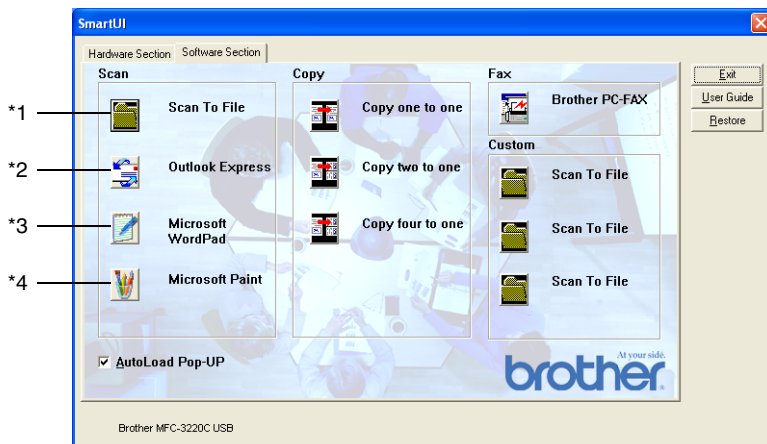 SmartUI
Hardware Section
Software Section
Scan
Copy
Fax
Exit
User Guide
Restore
*1
Scan To File
Copy one to one
Brother PC-FAX
Custom
*2
Outlook Express
Copy two to one
Scan To File
*3
Microsoft
WordPad
Copy four to one
Scan To File
*4
Microsoft Paint
Scan To File
AutoLoad Pop-UP
At your side.
brother.
Brother MFC-3220C USB